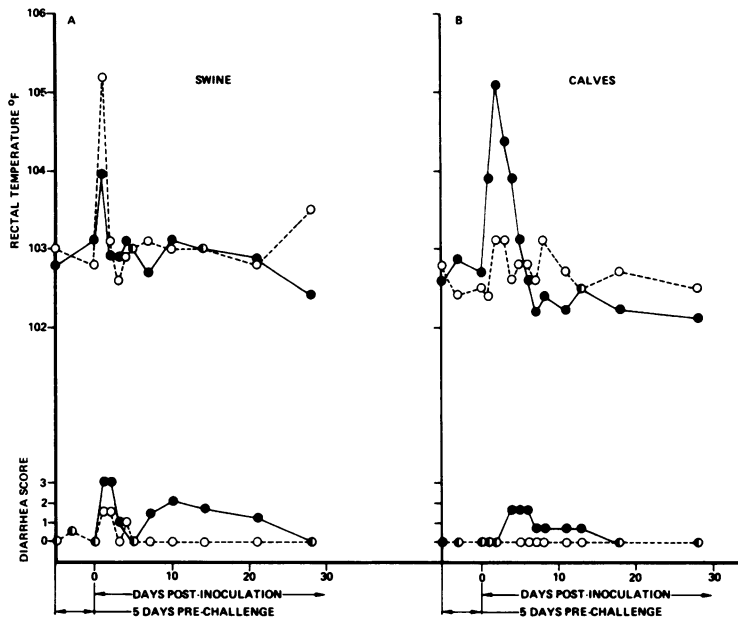 A
SWINE
RECTAL TEMPERATURE °F
106
105
104
103
102
DIARRHEA SCORE
3
2
1
0
0 10 20 30
DAYS POST-INOCULATION
5 DAYS PRE-CHALLENGE
B
CALVES
0 10 20 30
DAYS POST-INOCULATION
5 DAYS PRE-CHALLENGE